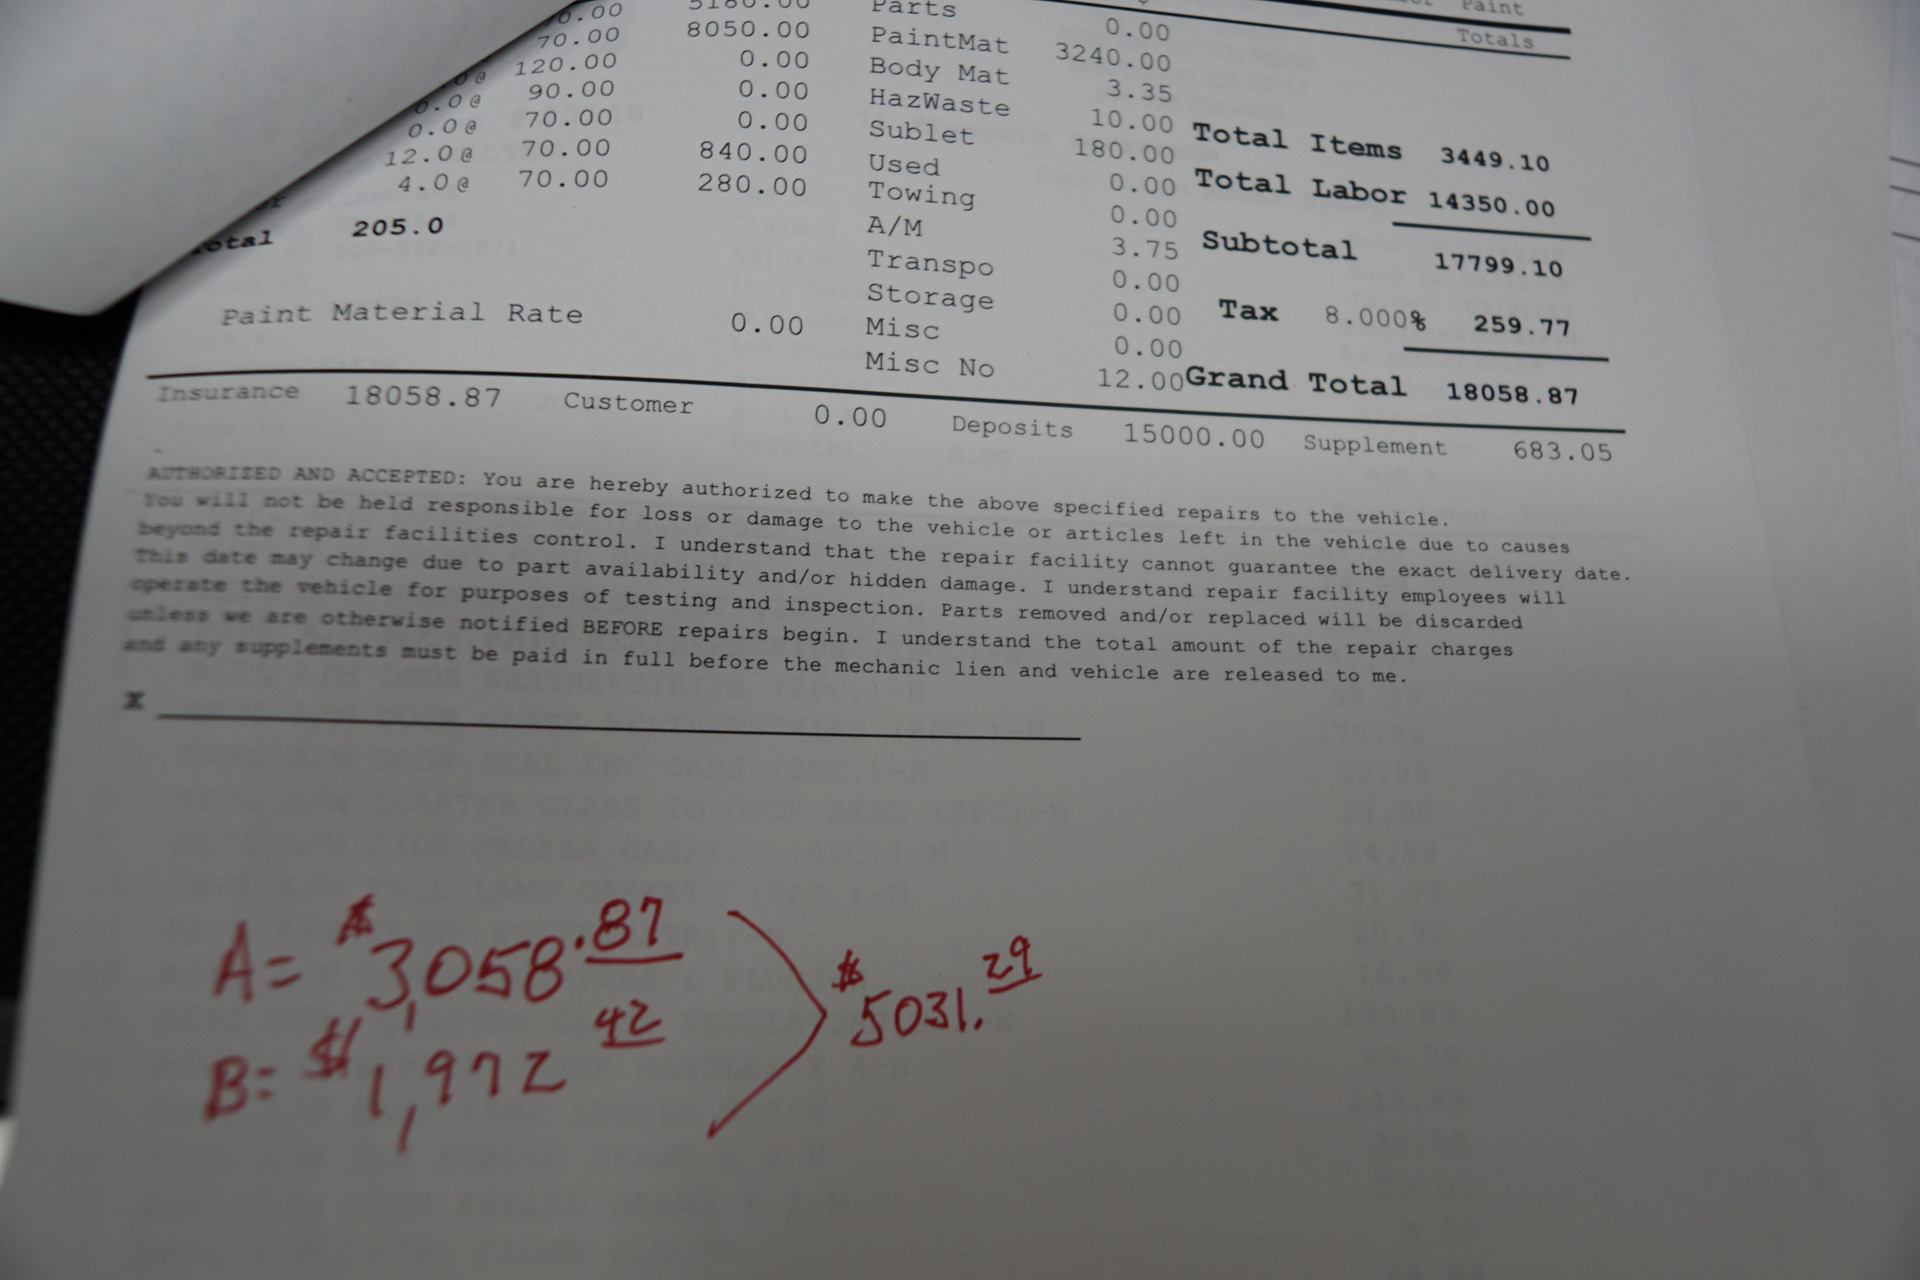 Paint
Totals
70.00 8050.00 Parts 0.00
120.00 0.00 PaintMat 3240.00
90.00 0.00 Body Mat 3.35
0.0@ 70.00 0.00 HazWaste 10.00 Total Items 3449.10
12.0@ 70.00 840.00 Sublet 180.00 Total Labor 14350.00
4.0@ 70.00 280.00 Used 0.00
Towing 0.00
205.0 A/M 3.75 Subtotal 17799.10
Transpo 0.00
Storage 0.00 Tax 8.000% 259.77
Paint Material Rate 0.00 Misc 0.00
Misc No 12.00 Grand Total 18058.87
Insurance 18058.87 Customer 0.00 Deposits 15000.00 Supplement 683.05
AUTHORIZED AND ACCEPTED: You are hereby authorized to make the above specified repairs to the vehicle.
You will not be held responsible for loss or damage to the vehicle or articles left in the vehicle due to causes
beyond the repair facilities control. I understand that the repair facility cannot guarantee the exact delivery date.
This date may change due to part availability and/or hidden damage. I understand repair facility employees will
operate the vehicle for purposes of testing and inspection. Parts removed and/or replaced will be discarded
unless we are otherwise notified BEFORE repairs begin. I understand the total amount of the repair charges
and any supplements must be paid in full before the mechanic lien and vehicle are released to me.
X
A= $3,058.87
B= $1,972 42
$5031.29